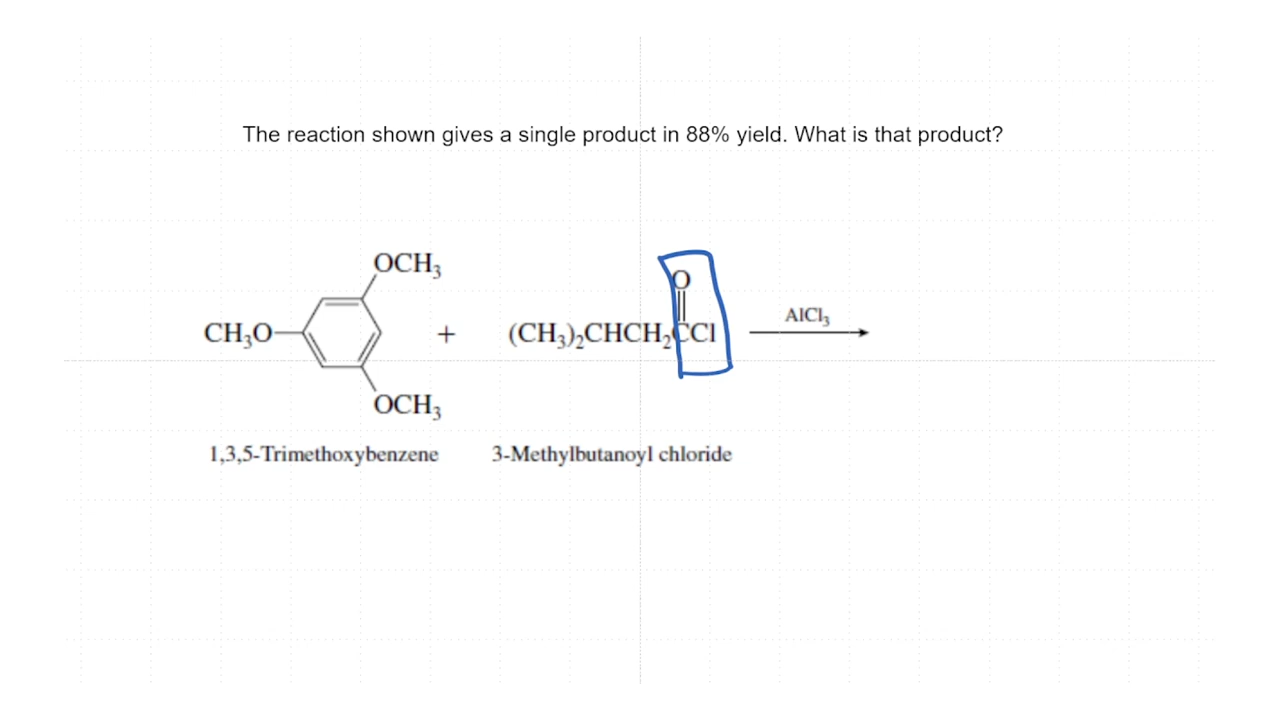 The reaction shown gives a single product in 88% yield. What is that product?
OCH₃
O
CH₃O
+
(CH₃)₂CHCH₂CCl
AlCl₃
OCH₃
1,3,5-Trimethoxybenzene
3-Methylbutanoyl chloride